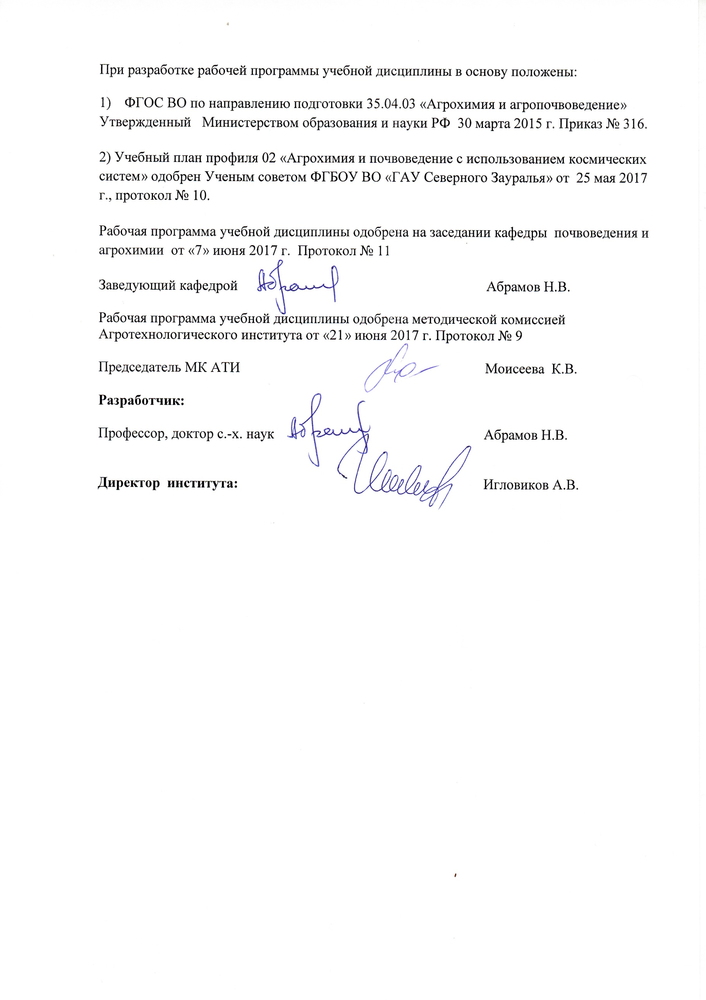 При разработке рабочей программы учебной дисциплины в основу положены:
1) ФГОС ВО по направлению подготовки 35.04.03 «Агрохимия и агропочвоведение»
Утвержденный Министерством образования и науки РФ 30 марта 2015 г. Приказ № 316.
2) Учебный план профиля 02 «Агрохимия и почвоведение с использованием космических
систем» одобрен Ученым советом ФГБОУ ВО «ГАУ Северного Зауралья» от 25 мая 2017
г., протокол № 10.
Рабочая программа учебной дисциплины одобрена на заседании кафедры почвоведения и
агрохимии от «7» июня 2017 г. Протокол № 11
Заведующий кафедрой Абрамов Н.В.
Рабочая программа учебной дисциплины одобрена методической комиссией
Агротехнологического института от «21» июня 2017 г. Протокол № 9
Председатель МК АТИ Моисеева К.В.
Разработчик:
Профессор, доктор с.-х. наук Абрамов Н.В.
Директор института: Игловиков А.В.